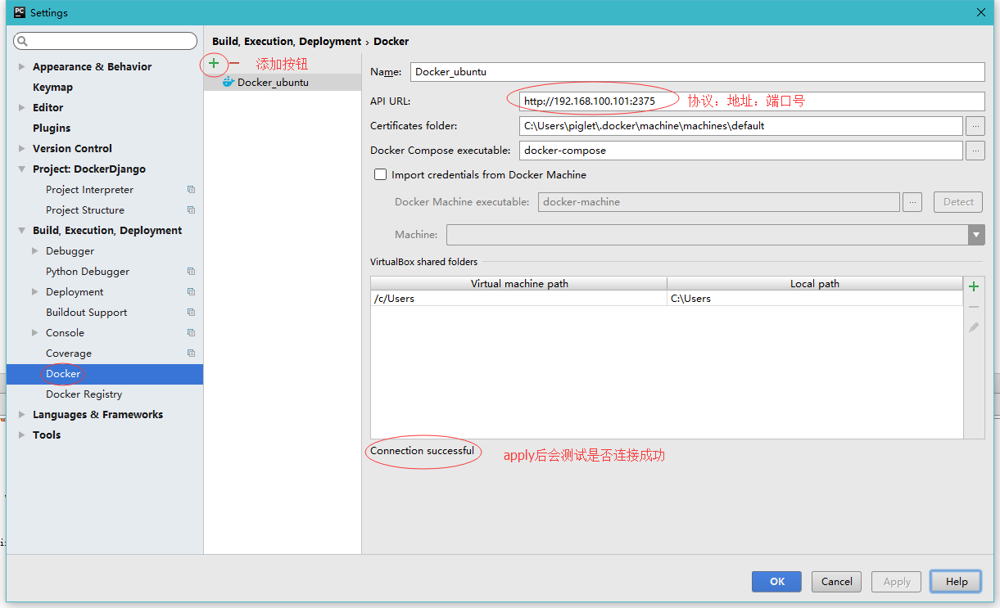 PC Settings
Build, Execution, Deployment › Docker
添加按钮
Appearance & Behavior
Keymap
Editor
Plugins
Version Control
Project: DockerDjango
Project Interpreter
Project Structure
Build, Execution, Deployment
Debugger
Python Debugger
Deployment
Buildout Support
Console
Coverage
Docker
Docker Registry
Languages & Frameworks
Tools
Docker_ubuntu
Name: Docker_ubuntu
API URL: http://192.168.100.101:2375 协议：地址：端口号
Certificates folder: C:\Users\piglet\.docker\machine\machines\default ...
Docker Compose executable: docker-compose ...
Import credentials from Docker Machine
Docker Machine executable: docker-machine ... Detect
Machine:
VirtualBox shared folders
Virtual machine path Local path
/c/Users C:\Users
Connection successful apply后会测试是否连接成功
OK Cancel Apply Help